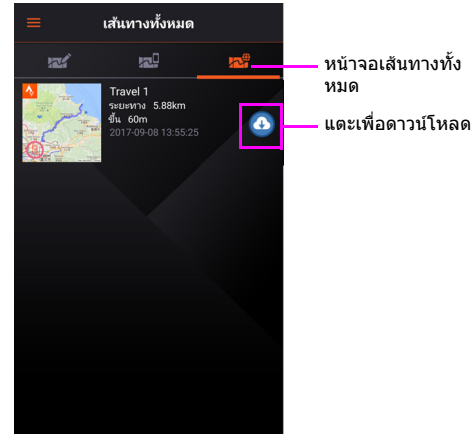 เส้นทางทั้งหมด
หน้าจอเส้นทางทั้ง
หมด
Travel 1
ระยะทาง 5.88km
ขึ้น 60m
2017-09-08 13:55:25
แตะเพื่อดาวน์โหลด